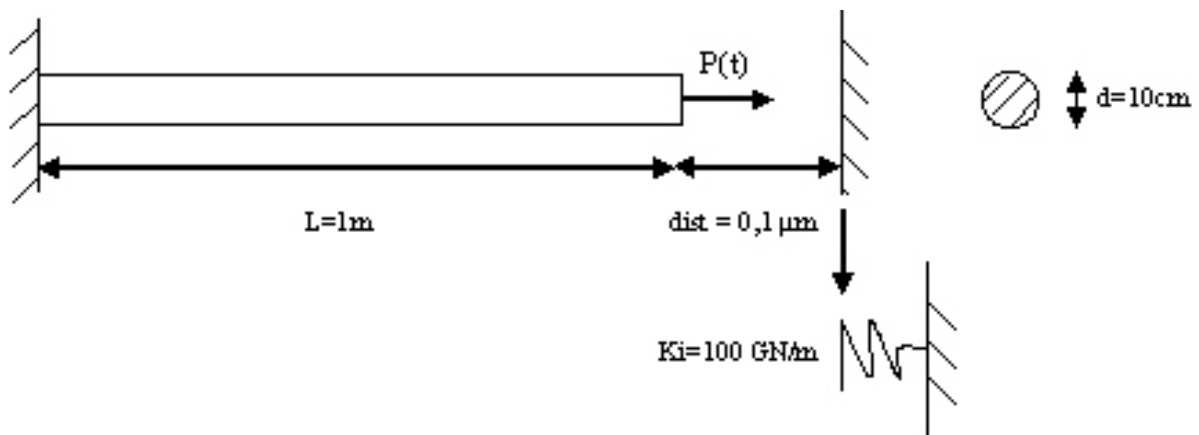 P(t)
d=10cm
L=1m
dist = 0,1 µm
Ki=100 GN/m